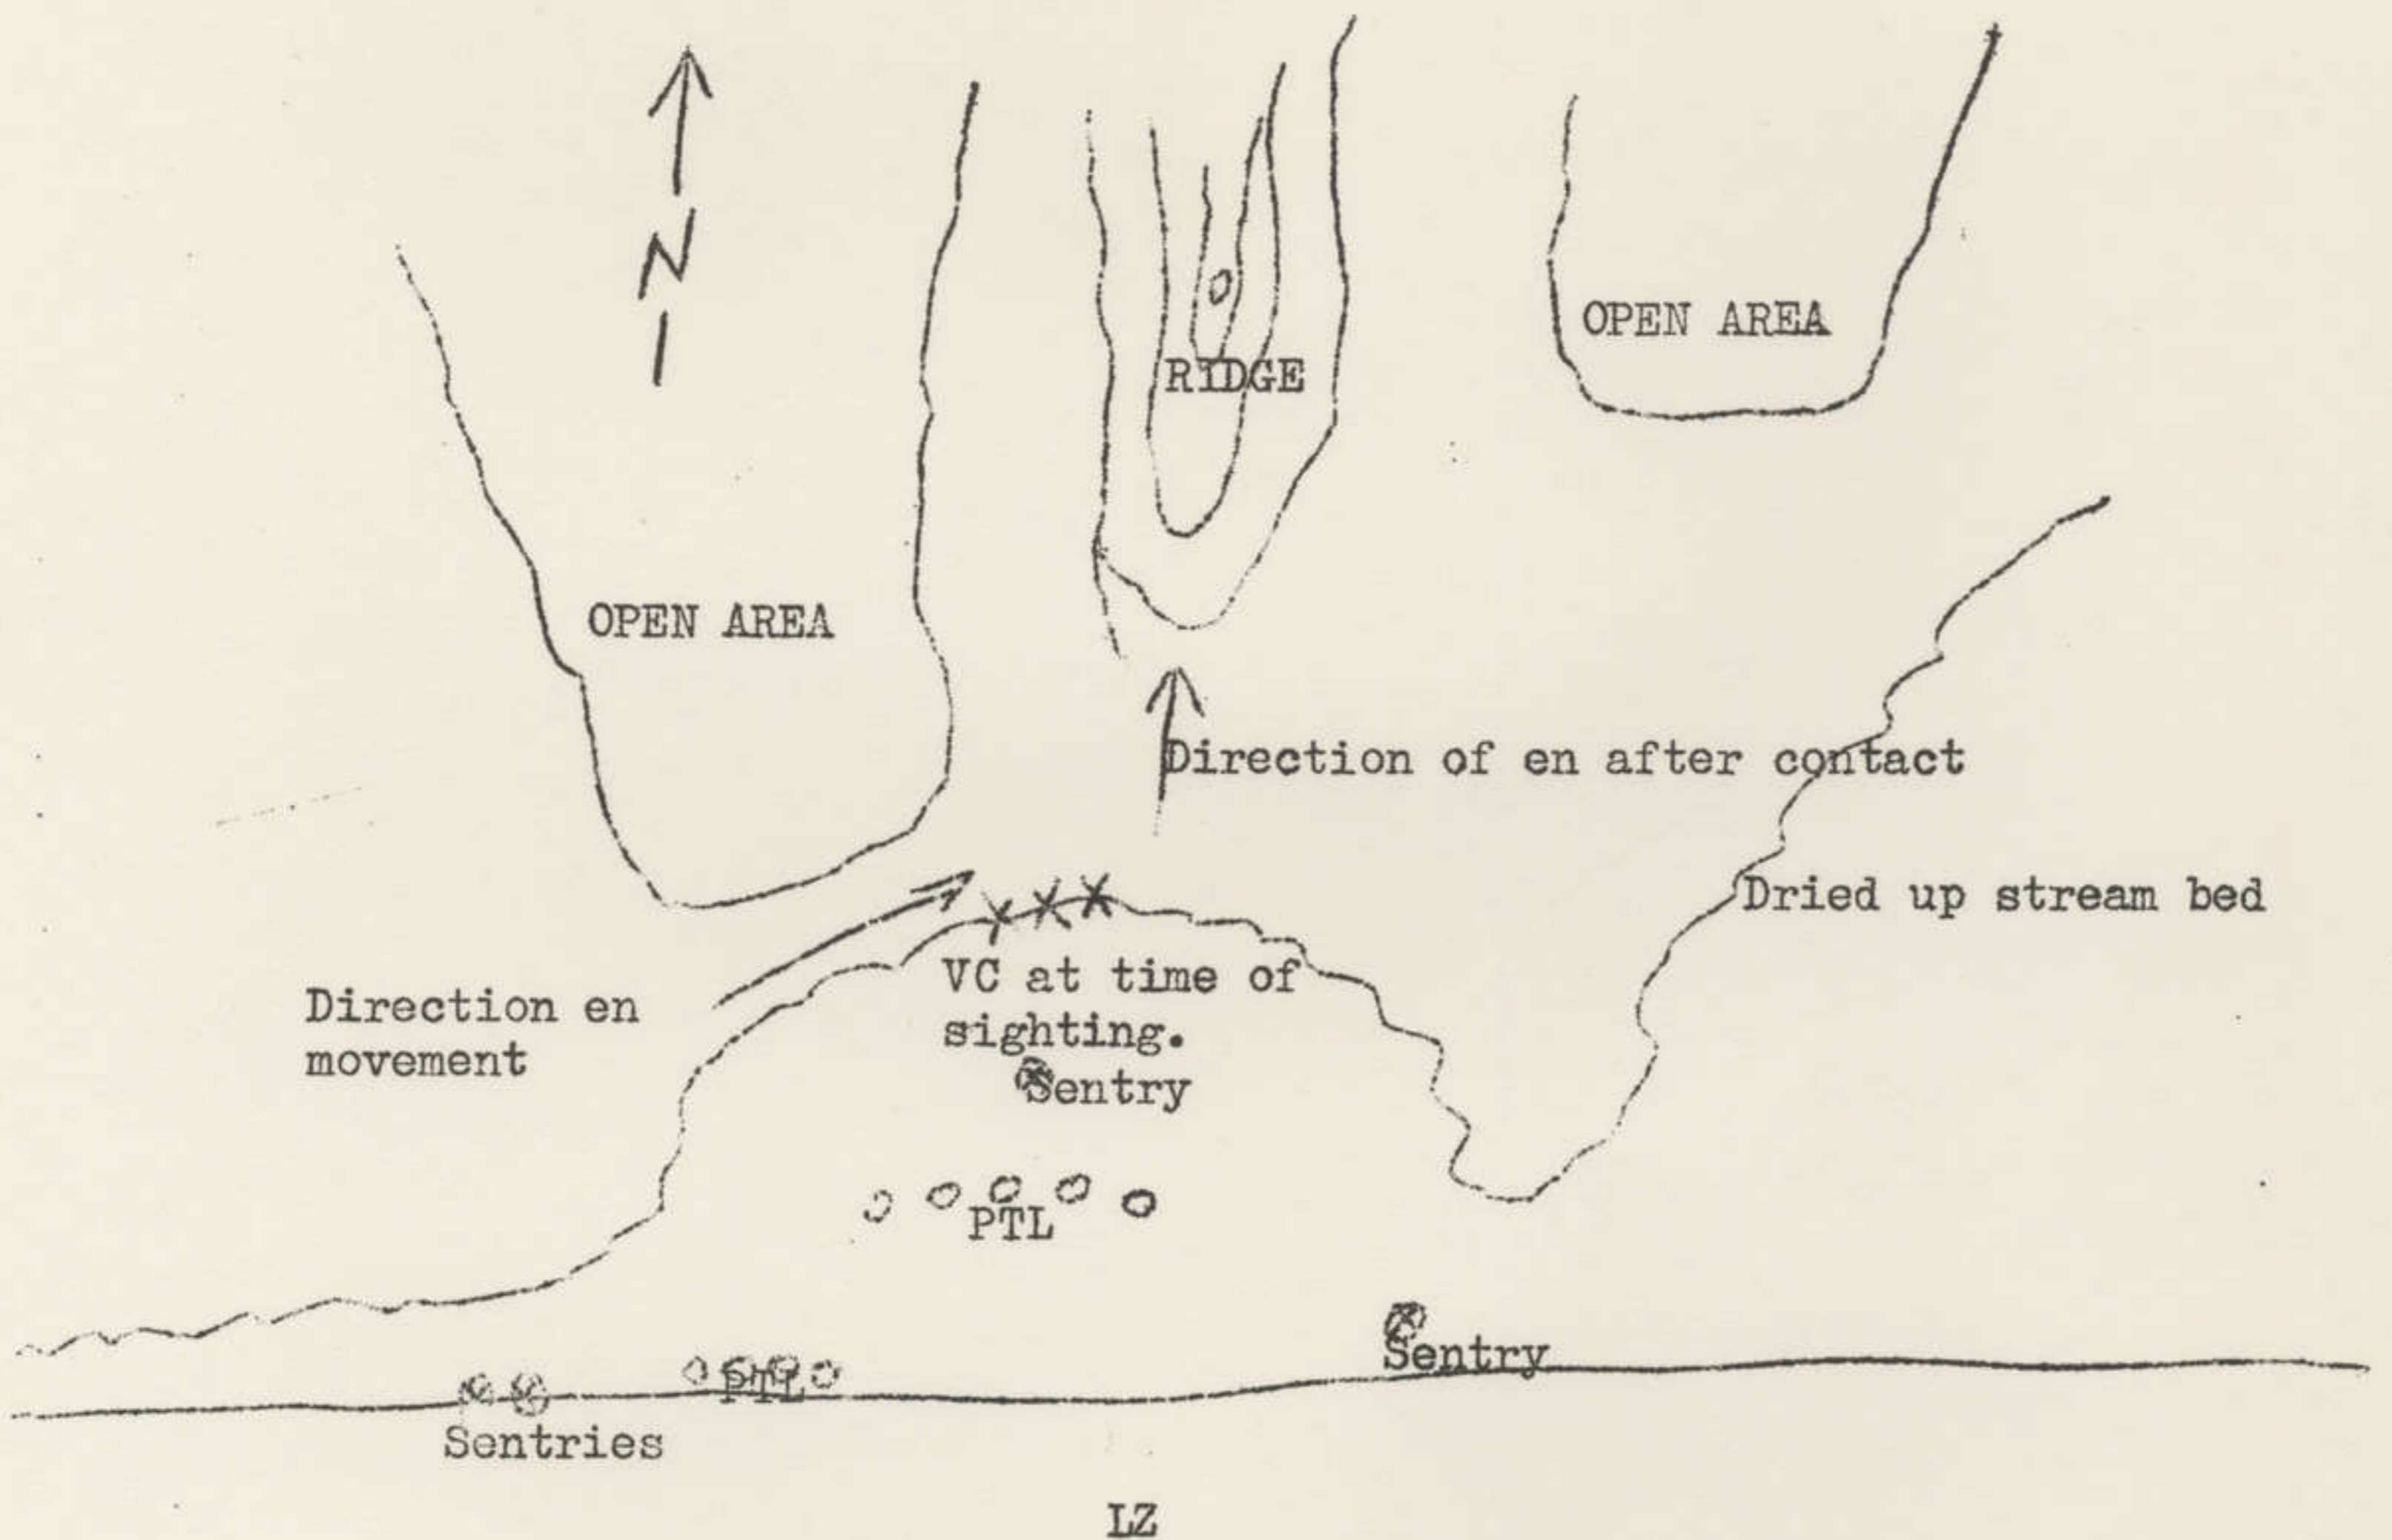 N
OPEN AREA
RIDGE
OPEN AREA
Direction of en after contact
Dried up stream bed
VC at time of
sighting.
Direction en
movement
Sentry
PTL
Sentry
PTL
Sentries
LZ